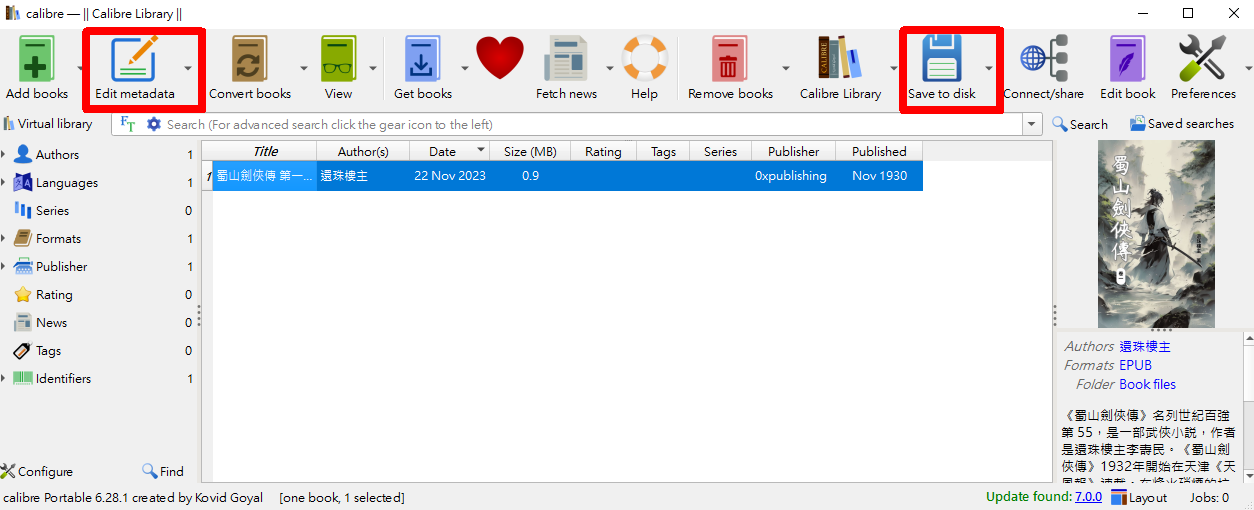 calibre — || Calibre Library ||
Add books
Edit metadata
Convert books
View
Get books
Fetch news
Help
Remove books
Calibre Library
Save to disk
Connect/share
Edit book
Preferences
Virtual library
FT
Search (For advanced search click the gear icon to the left)
Search
Saved searches
Authors 1
Languages 1
Series 0
Formats 1
Publisher 1
Rating 0
News 0
Tags 0
Identifiers 1
Configure
Find
Title Author(s) Date Size (MB) Rating Tags Series Publisher Published
1 蜀山劍俠傳 第一... 還珠樓主 22 Nov 2023 0.9 0xpublishing Nov 1930
蜀山劍俠傳
還珠樓主
Authors 還珠樓主
Formats EPUB
Folder Book files
《蜀山劍俠傳》名列世紀百強
第 55，是一部武俠小說，作者
是還珠樓主李壽民。《蜀山劍
俠傳》1932年開始在天津《天
calibre Portable 6.28.1 created by Kovid Goyal [one book, 1 selected]
Update found: 7.0.0
Layout
Jobs: 0